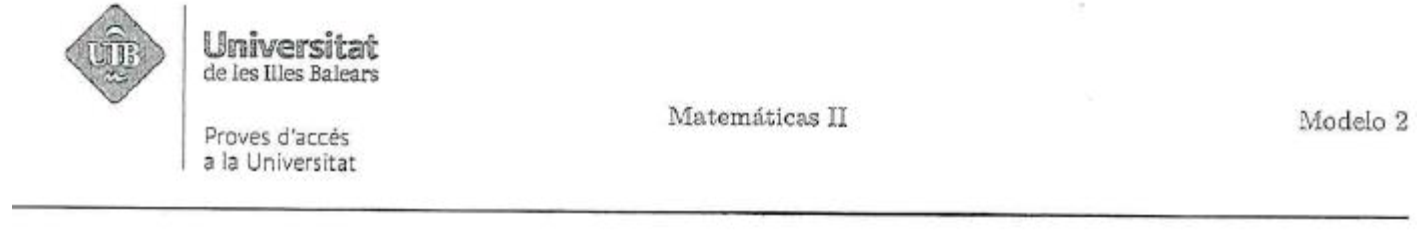 UIB
Universitat
de les Illes Balears
Proves d'accés
a la Universitat
Matemáticas II
Modelo 2